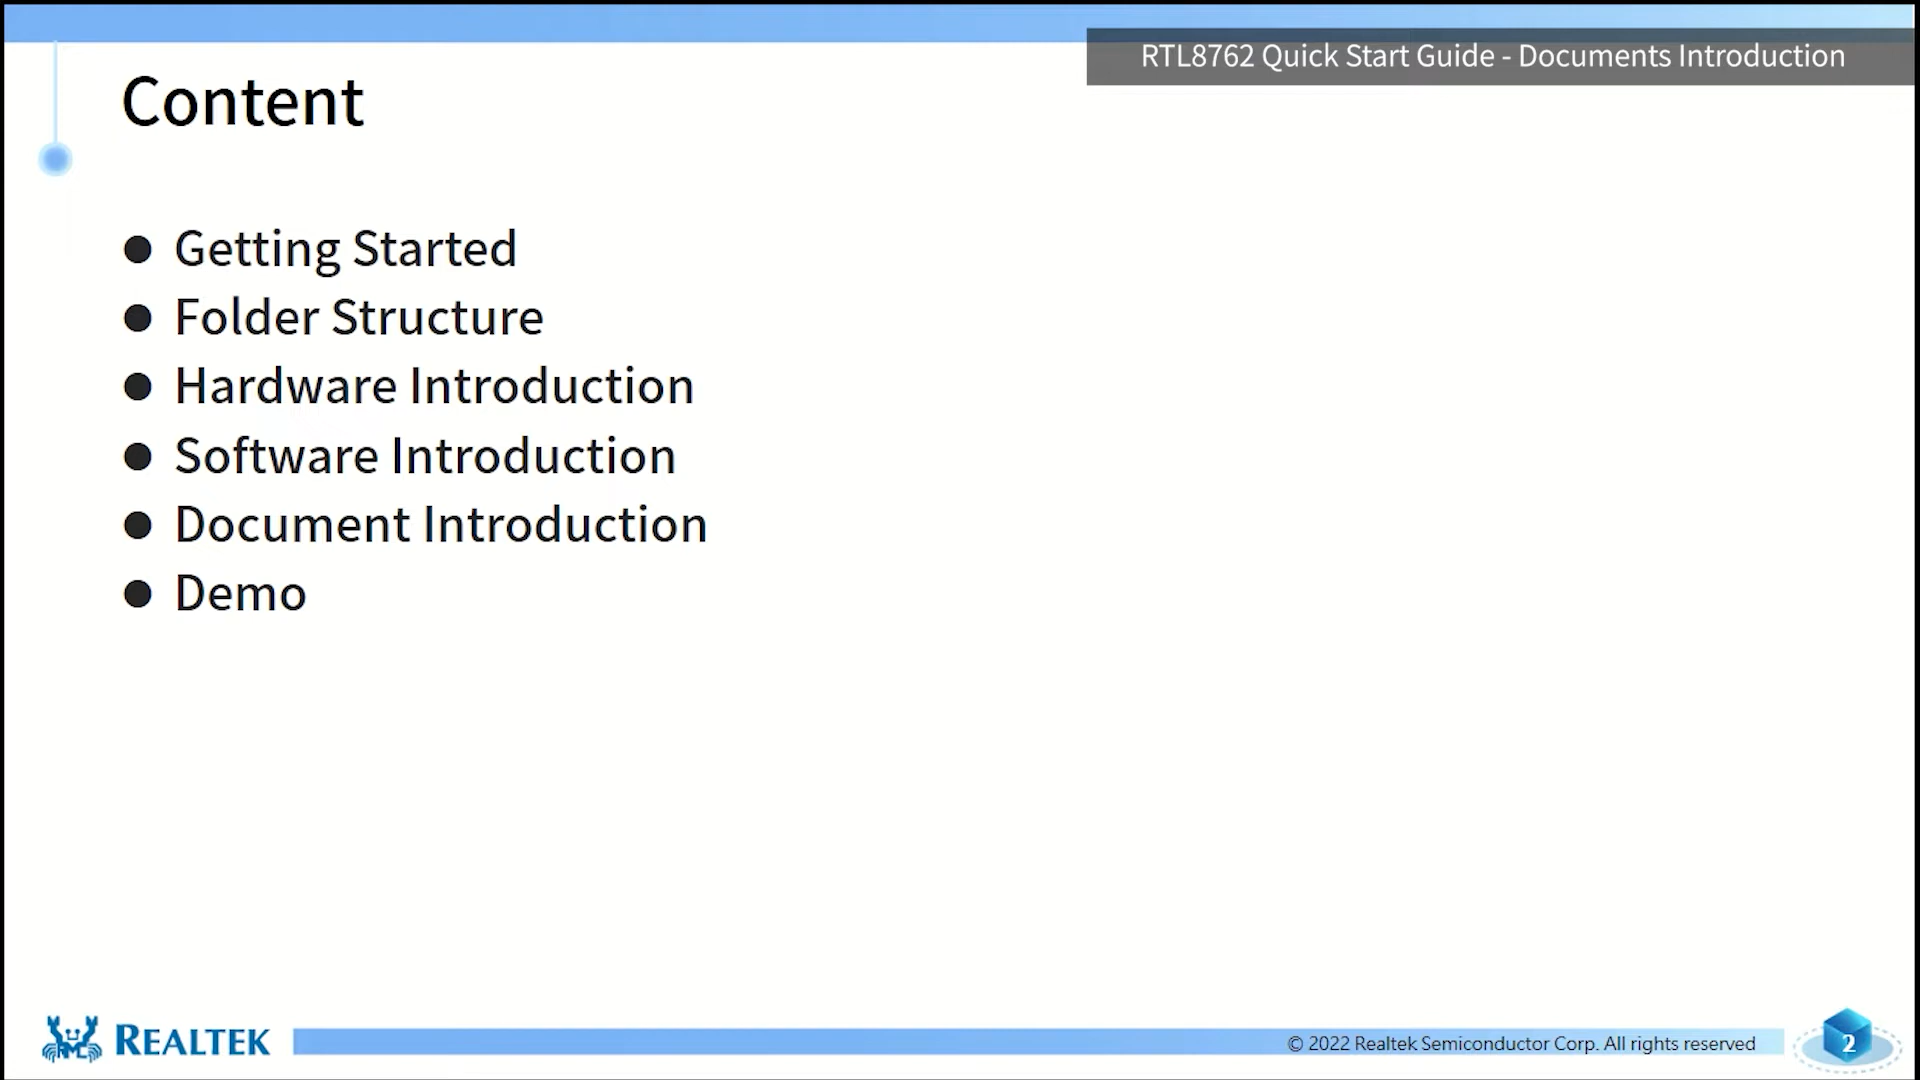 RTL8762 Quick Start Guide - Documents Introduction
Content
Getting Started
Folder Structure
Hardware Introduction
Software Introduction
Document Introduction
Demo
REALTEK
© 2022 Realtek Semiconductor Corp. All rights reserved
2